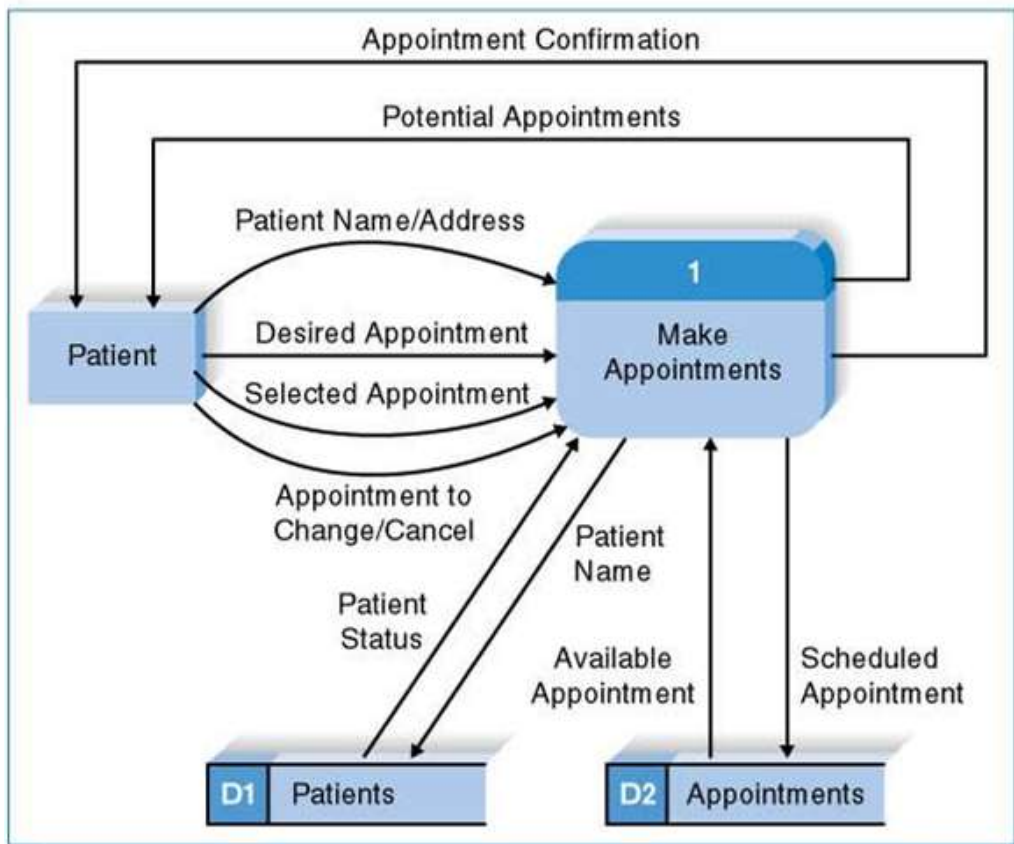 Appointment Confirmation
Potential Appointments
Patient Name/Address
1
Patient
Desired Appointment
Make
Appointments
Selected Appointment
Appointment to
Change/Cancel
Patient
Name
Patient
Status
Available
Appointment
Scheduled
Appointment
D1 Patients
D2 Appointments